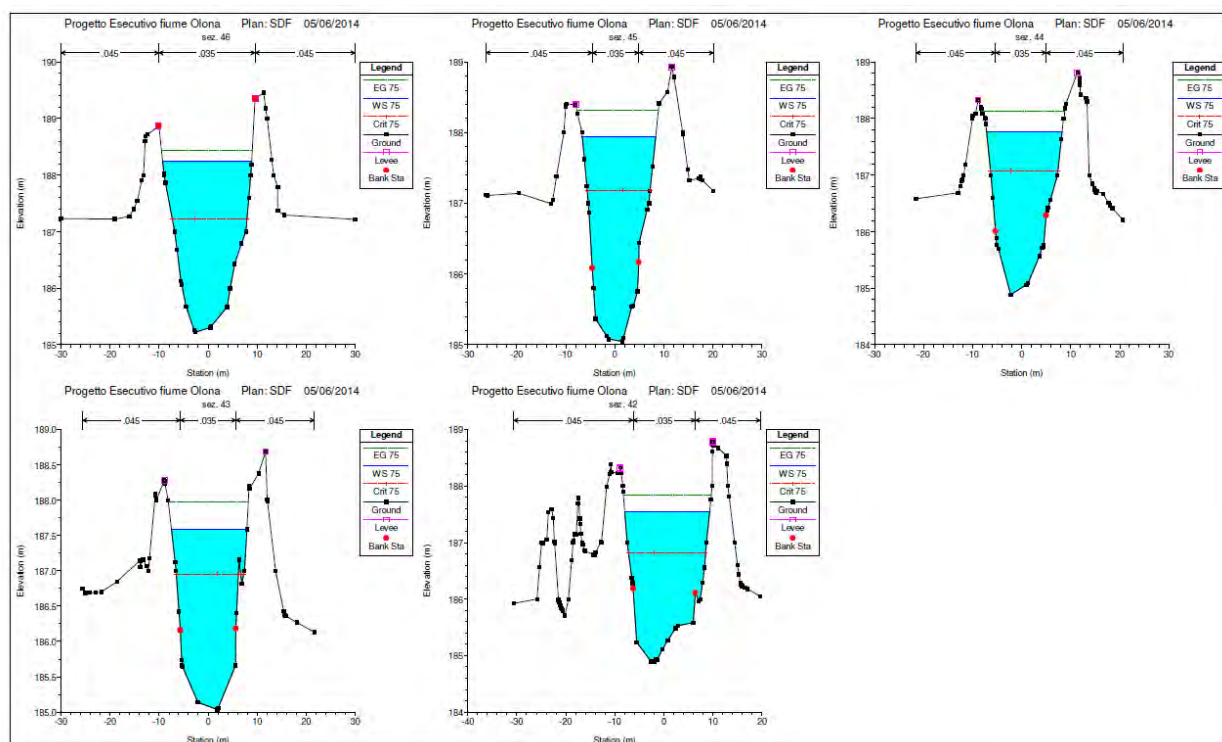 Progetto Esecutivo fiume Olona Plan: SDF 05/06/2014
sez. 46
.045 .035 .045
Legend
EG 75
WS 75
Crit 75
Ground
Levee
Bank Sta
Elevation (m)
190
189
188
187
186
185
-30 -20 -10 0 10 20 30
Station (m)
Progetto Esecutivo fiume Olona Plan: SDF 05/06/2014
sez. 45
.045 .035 .045
Legend
EG 75
WS 75
Crit 75
Ground
Levee
Bank Sta
Elevation (m)
189
188
187
186
185
-30 -20 -10 0 10 20 30
Station (m)
Progetto Esecutivo fiume Olona Plan: SDF 05/06/2014
sez. 44
.045 .035 .045
Legend
EG 75
WS 75
Crit 75
Ground
Levee
Bank Sta
Elevation (m)
189
188
187
186
185
184
-30 -20 -10 0 10 20 30
Station (m)
Progetto Esecutivo fiume Olona Plan: SDF 05/06/2014
sez. 43
.045 .035 .045
Legend
EG 75
WS 75
Crit 75
Ground
Levee
Bank Sta
Elevation (m)
189.0
188.5
188.0
187.5
187.0
186.5
186.0
185.5
185.0
-30 -20 -10 0 10 20 30
Station (m)
Progetto Esecutivo fiume Olona Plan: SDF 05/06/2014
sez. 42
.045 .035 .045
Legend
EG 75
WS 75
Crit 75
Ground
Levee
Bank Sta
Elevation (m)
189
188
187
186
185
184
-40 -30 -20 -10 0 10 20
Station (m)